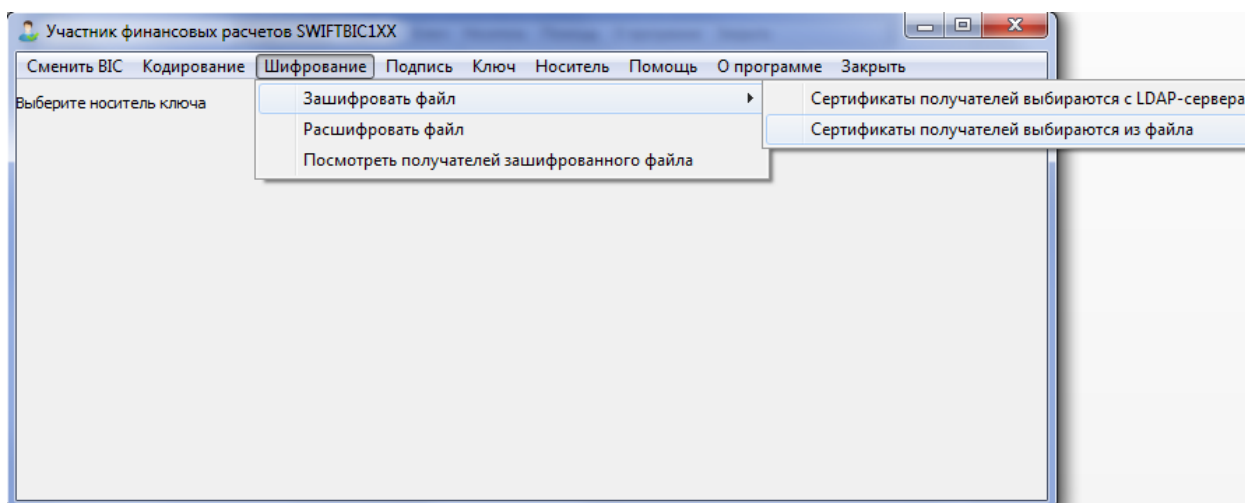 Участник финансовых расчетов SWIFTBIC1XX
Сменить BIC Кодирование Шифрование Подпись Ключ Носитель Помощь О программе Закрыть
Выберите носитель ключа
Зашифровать файл
Сертификаты получателей выбираются с LDAP-сервера
Расшифровать файл
Сертификаты получателей выбираются из файла
Посмотреть получателей зашифрованного файла